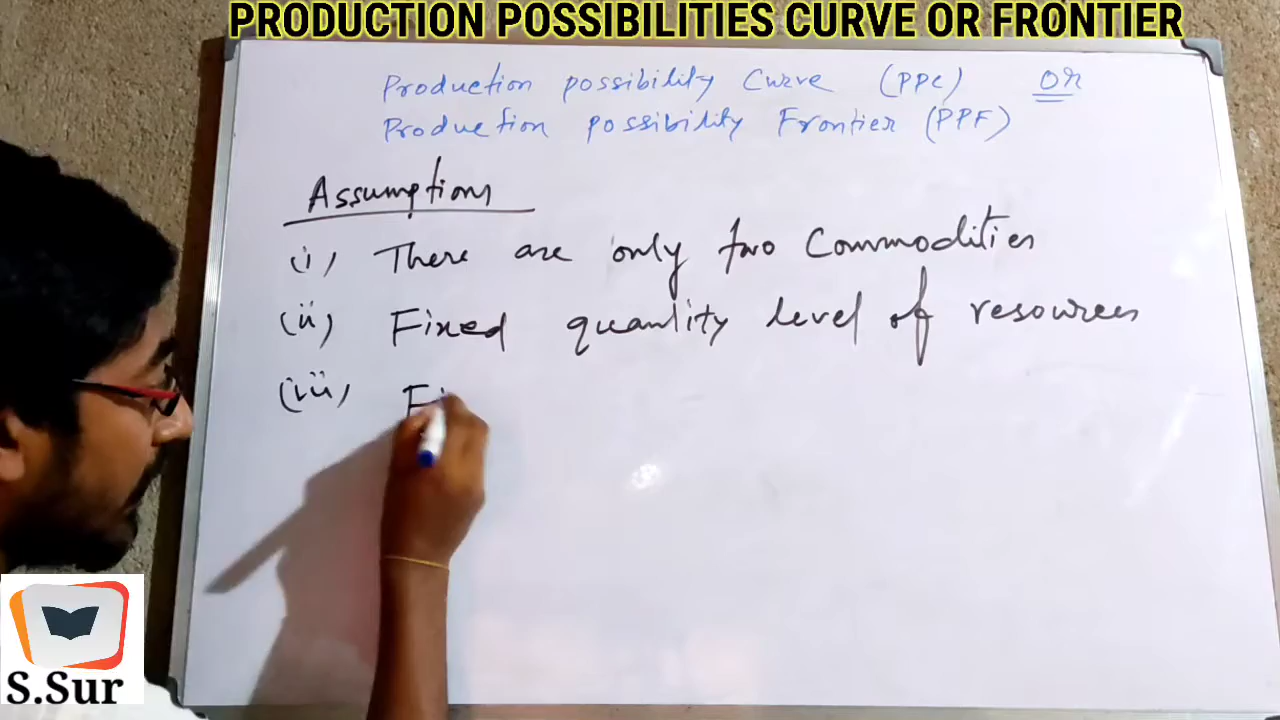 PRODUCTION POSSIBILITIES CURVE OR FRONTIER
Production possibility Curve (PPC) OR
Production possibility Frontier (PPF)
Assumptions
(i) There are only two Commodities
(ii) Fixed quantity level of resources
(iii) Fi
S.Sur